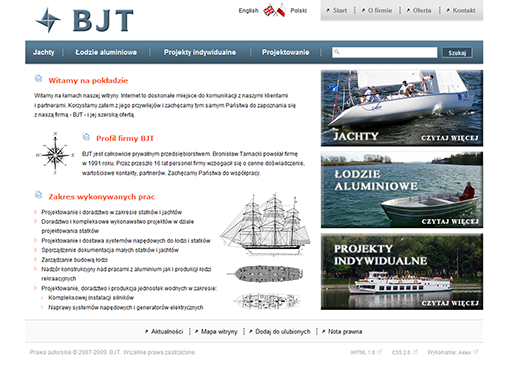 BJT
English Polski
Start O firmie Oferta Kontakt
Jachty Łodzie aluminiowe Projekty indywidualne Projektowanie Szukaj
Witamy na pokładzie
Witamy na łamach naszej witryny. Internet to doskonałe miejsce do komunikacji z naszymi klientami
i partnerami. Korzystamy zatem z jego przywilejów i zachęcamy tym samym Państwa do zapoznania się
z naszą firmą - BJT - i jej szeroką ofertą.
Profil firmy BJT
BJT jest całkowicie prywatnym przedsiębiorstwem. Bronisław Tarnacki powołał firmę
w 1991 roku. Przez przeszło 16 lat personel firmy wzbogacił się o cenne doświadczenie,
wartościowe kontakty, partnerów. Zachęcamy Państwa do współpracy.
Zakres wykonywanych prac
Projektowanie i doradztwo w zakresie statków i jachtów
Doradztwo i kompleksowe wykonawstwo projektów w dziale
projektowania statków
Projektowanie i dostawa systemów napędowych do łodzi i statków
Sporządzenie dokumentacji małych statków i jachtów
Zarządzanie budową łodzi
Nadzór konstrukcyjny nad pracami z aluminium jak i produkcji łodzi
rekreacyjnych
Projektowanie, doradztwo i produkcja jednostek wodnych w zakresie:
Kompleksowej instalacji silników
Naprawy systemów napędowych i generatorów elektrycznych
JACHTY
CZYTAJ WIĘCEJ
ŁODZIE
ALUMINIOWE
CZYTAJ WIĘCEJ
PROJEKTY
INDYWIDUALNE
CZYTAJ WIĘCEJ
Aktualności Mapa witryny Dodaj do ulubionych Nota prawna
Prawa autorskie © 2007-2009. BJT. Wszelkie prawa zastrzeżone. XHTML 1.0 CSS 2.0 Wykonanie: